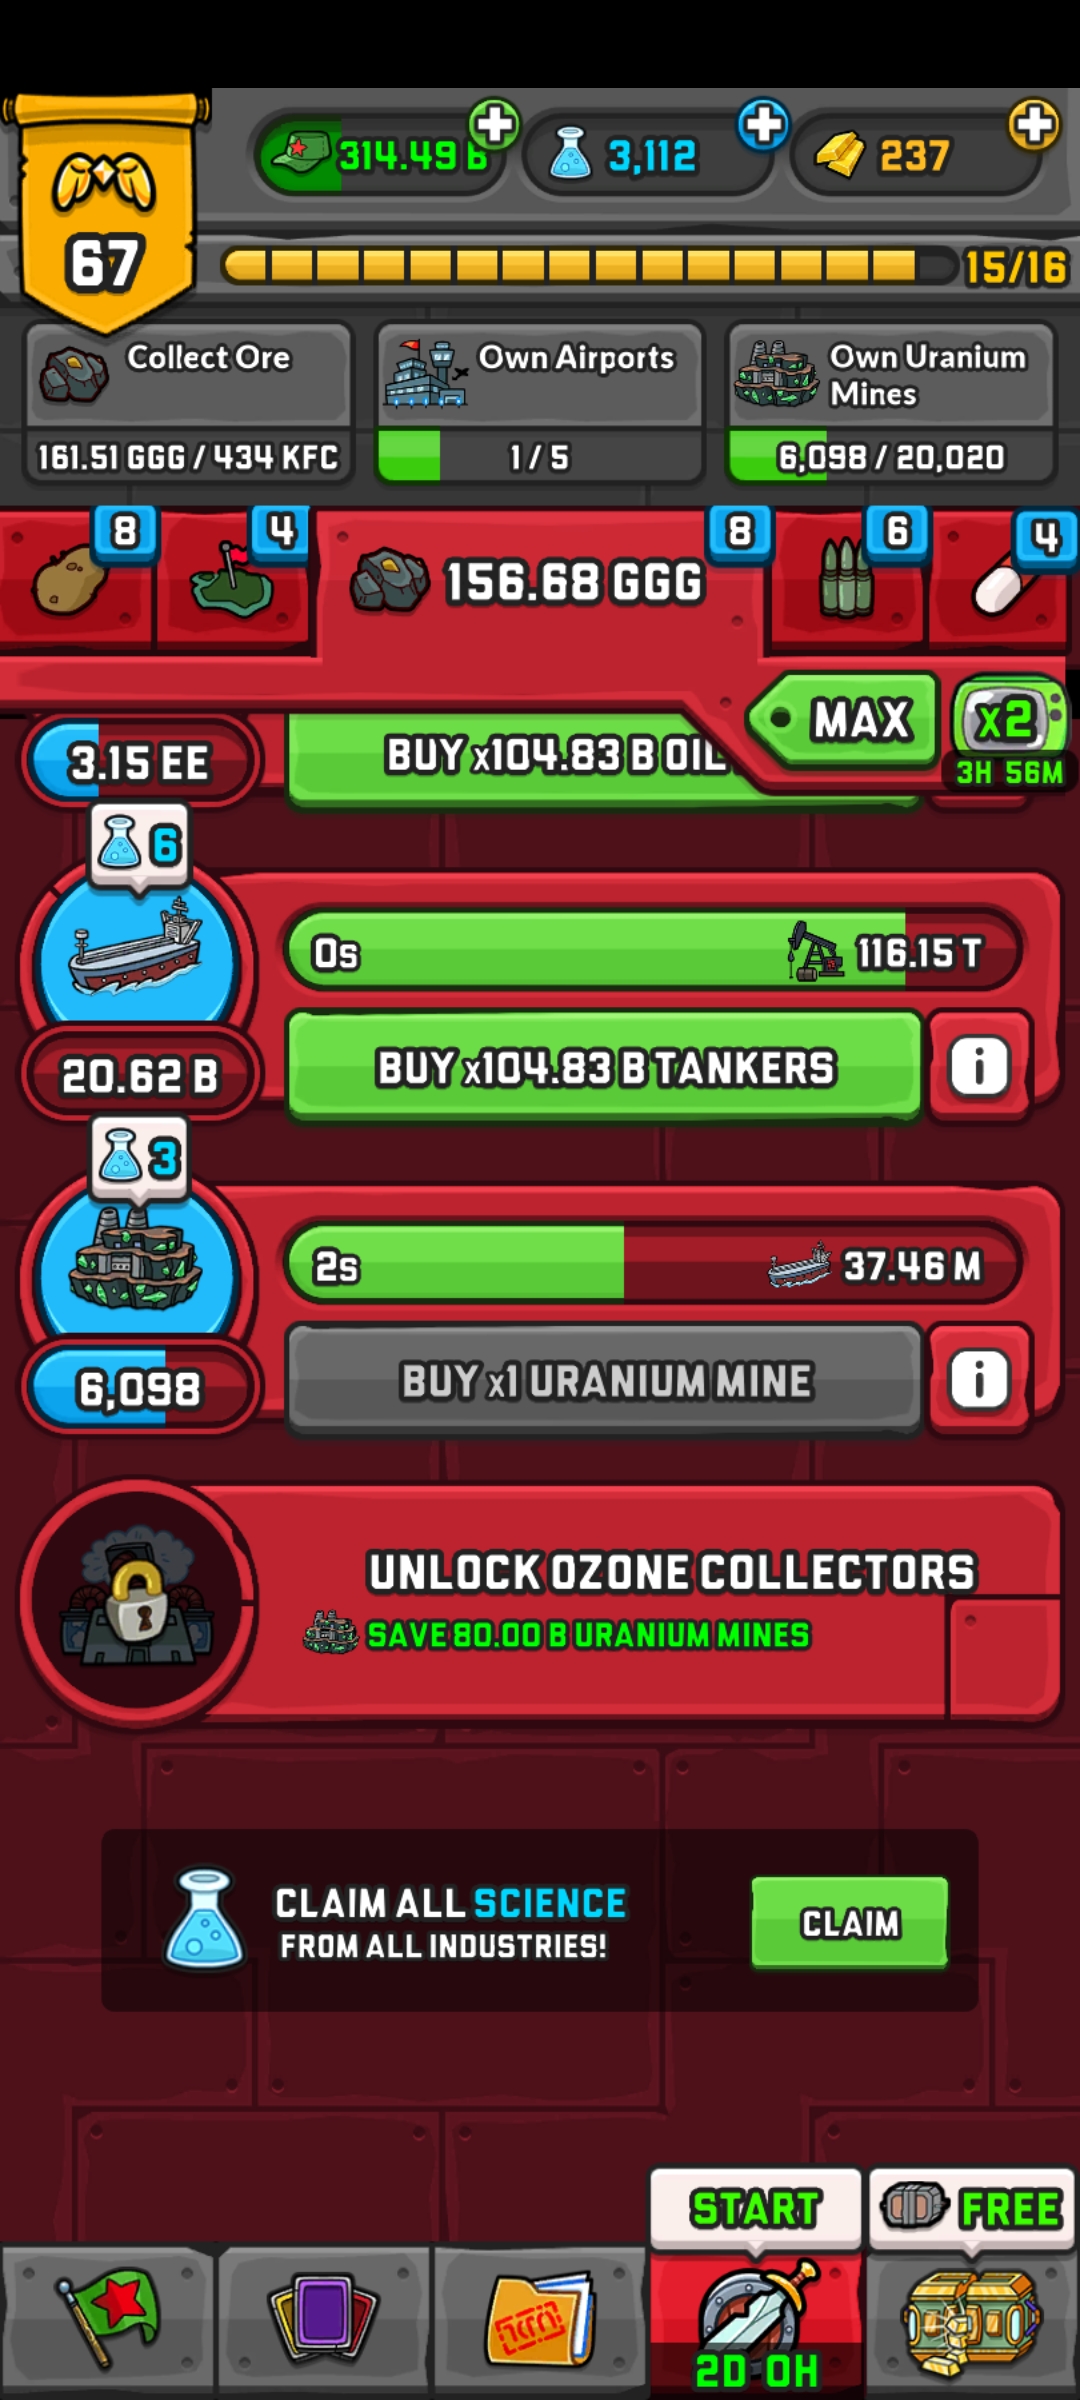 67
314.49 B
3,112
237
15/16
Collect Ore
161.51 GGG / 434 KFC
Own Airports
1 / 5
Own Uranium
Mines
6,098 / 20,020
8
4
156.68 GGG
8
6
4
MAX
x2
3H 56M
3.15 EE
BUY x104.83 B OIL
6
0s
116.15 T
20.62 B
BUY x104.83 B TANKERS
i
3
2s
37.46 M
6,098
BUY x1 URANIUM MINE
i
UNLOCK OZONE COLLECTORS
SAVE 80.00 B URANIUM MINES
CLAIM ALL SCIENCE
FROM ALL INDUSTRIES!
CLAIM
START
FREE
2D 0H